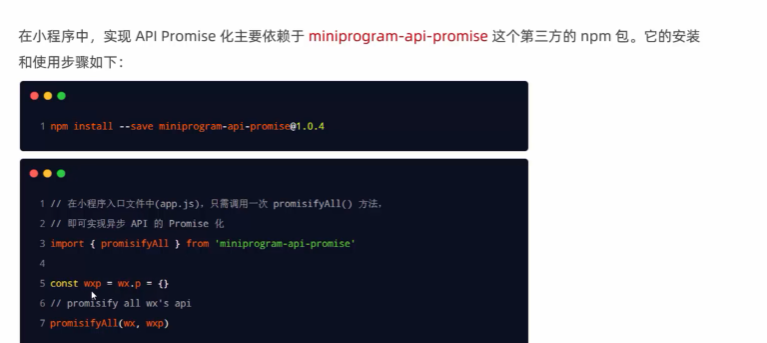 在小程序中，实现 API Promise 化主要依赖于 miniprogram-api-promise 这个第三方的 npm 包。它的安装
和使用步骤如下：
1 npm install --save miniprogram-api-promise@1.0.4
1 // 在小程序入口文件中(app.js)，只需调用一次 promisifyAll() 方法，
2 // 即可实现异步 API 的 Promise 化
3 import { promisifyAll } from 'miniprogram-api-promise'
4
5 const wxp = wx.p = {}
6 // promisify all wx's api
7 promisifyAll(wx, wxp)